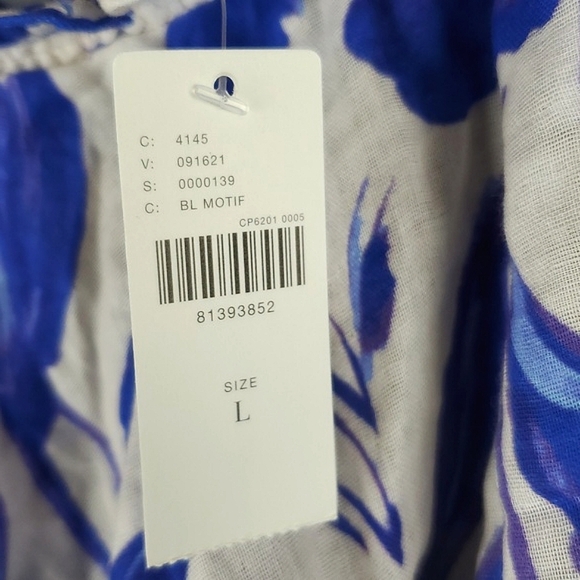 C: 4145
V: 091621
S: 0000139
C: BL MOTIF
CP6201 0005
81393852
SIZE
L